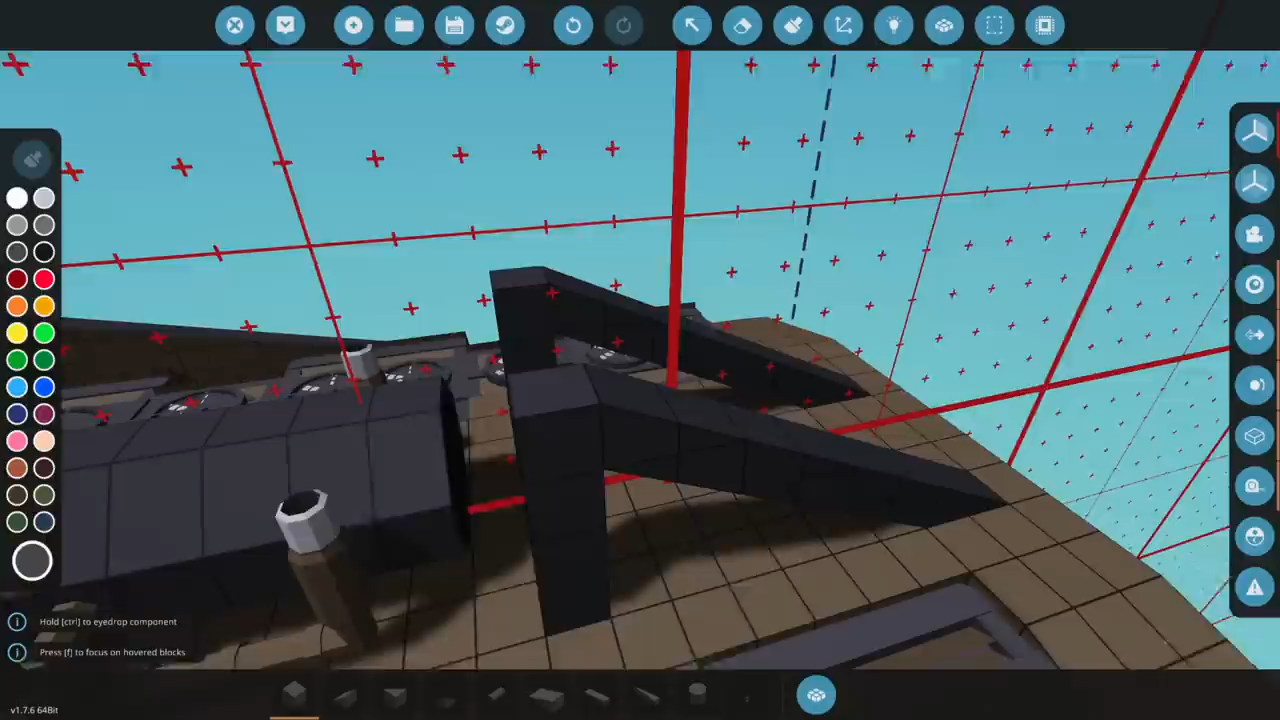 Hold [ctrl] to eyedrop component
Press [f] to focus on hovered blocks
v1.7.6 64Bit